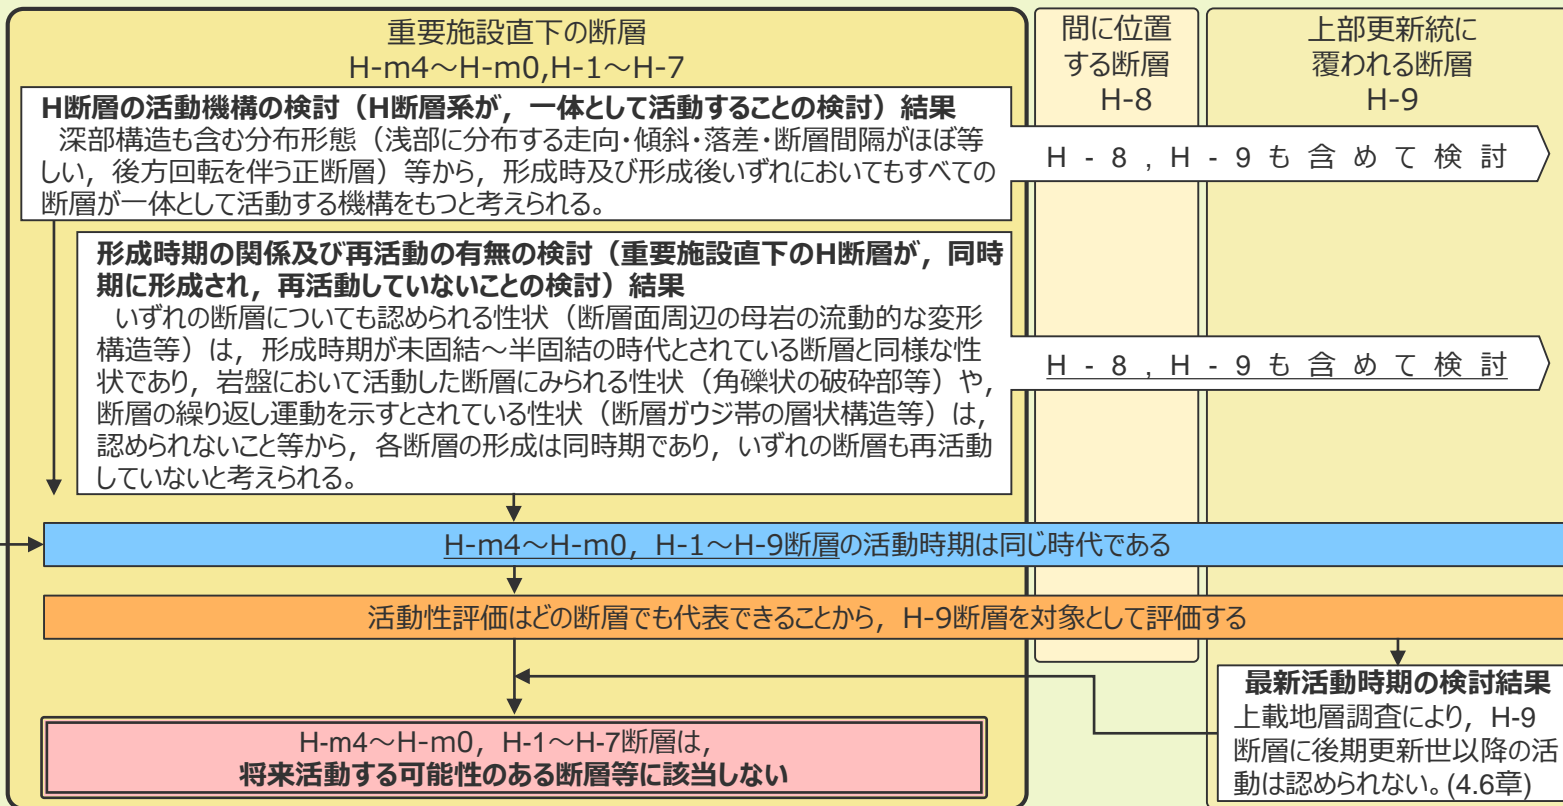 重要施設直下の断層
H-m4～H-m0,H-1～H-7
間に位置
する断層
H-8
上部更新統に
覆われる断層
H-9
H断層の活動機構の検討（H断層系が，一体として活動することの検討）結果
深部構造も含む分布形態（浅部に分布する走向・傾斜・落差・断層間隔がほぼ等
しい，後方回転を伴う正断層）等から，形成時及び形成後いずれにおいてもすべての
断層が一体として活動する機構をもつと考えられる。
H-8，H-9も含めて検討
形成時期の関係及び再活動の有無の検討（重要施設直下のH断層が，同時
期に形成され，再活動していないことの検討）結果
いずれの断層についても認められる性状（断層面周辺の母岩の流動的な変形
構造等）は，形成時期が未固結～半固結の時代とされている断層と同様な性
状であり，岩盤において活動した断層にみられる性状（角礫状の破砕部等）や，
断層の繰り返し運動を示すとされている性状（断層ガウジ帯の層状構造等）は，
認められないこと等から，各断層の形成は同時期であり，いずれの断層も再活動
していないと考えられる。
H-8，H-9も含めて検討
H-m4～H-m0，H-1～H-9断層の活動時期は同じ時代である
活動性評価はどの断層でも代表できることから，H-9断層を対象として評価する
最新活動時期の検討結果
上載地層調査により，H-9
断層に後期更新世以降の活
動は認められない。(4.6章)
H-m4～H-m0，H-1～H-7断層は，
将来活動する可能性のある断層等に該当しない